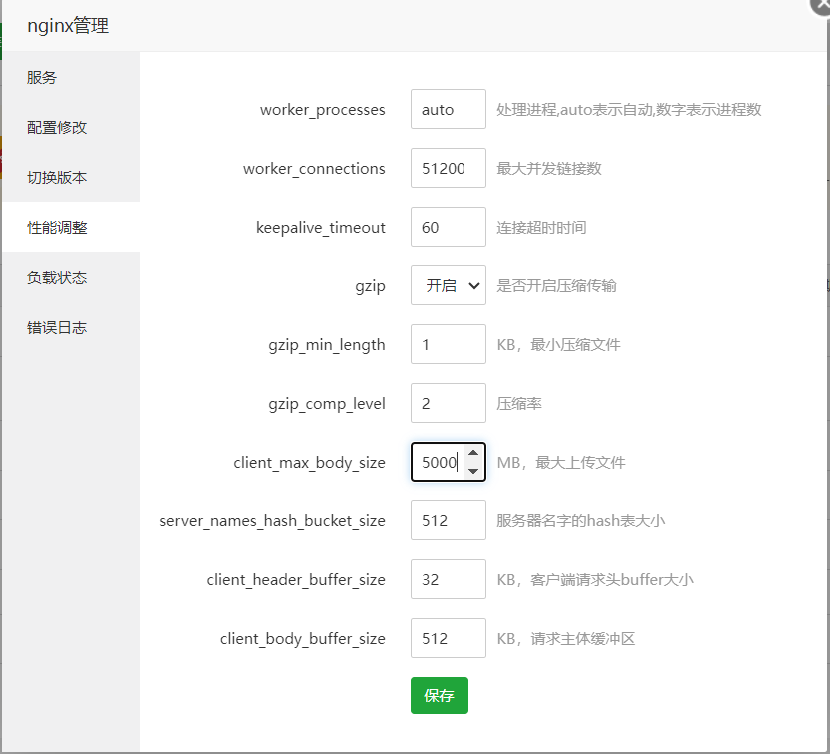 nginx管理
服务
配置修改
切换版本
性能调整
负载状态
错误日志
worker_processes auto 处理进程,auto表示自动,数字表示进程数
worker_connections 51200 最大并发链接数
keepalive_timeout 60 连接超时时间
gzip 开启 是否开启压缩传输
gzip_min_length 1 KB，最小压缩文件
gzip_comp_level 2 压缩率
client_max_body_size 5000 MB，最大上传文件
server_names_hash_bucket_size 512 服务器名字的hash表大小
client_header_buffer_size 32 KB，客户端请求头buffer大小
client_body_buffer_size 512 KB，请求主体缓冲区
保存